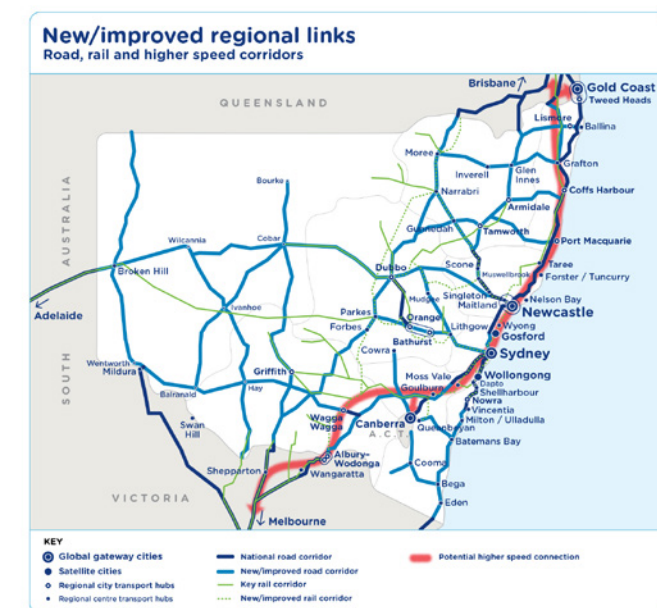 New/improved regional links
Road, rail and higher speed corridors
Brisbane
Gold Coast
Tweed Heads
QUEENSLAND
Lismore
Ballina
Moree
Inverell
Glen
Innes
Grafton
Bourke
Narrabri
Coffs Harbour
Armidale
Gunnedah
Tamworth
Wilcannia
Cobar
Port Macquarie
Scone
Taree
Broken Hill
Dubbo
Muswellbrook
Forster / Tuncurry
Mudgee
Singleton
Nelson Bay
Maitland
Newcastle
Adelaide
Ivanhoe
Parkes
Orange
Forbes
Lithgow
Wyong
Bathurst
Gosford
Cowra
Sydney
Wentworth
Mildura
Griffith
Moss Vale
Wollongong
Hay
Goulburn
Dapto
Shellharbour
Balranald
Nowra
Wagga
Wagga
Vincentia
Canberra
Milton / Ulladulla
Swan
Hill
A.C.T.
Queanbeyan
Batemans Bay
Albury-
Wodonga
Cooma
Shepparton
Wangaratta
Bega
Eden
VICTORIA
Melbourne
SOUTH AUSTRALIA
KEY
Global gateway cities
Satellite cities
Regional city transport hubs
Regional centre transport hubs
National road corridor
New/improved road corridor
Key rail corridor
New/improved rail corridor
Potential higher speed connection